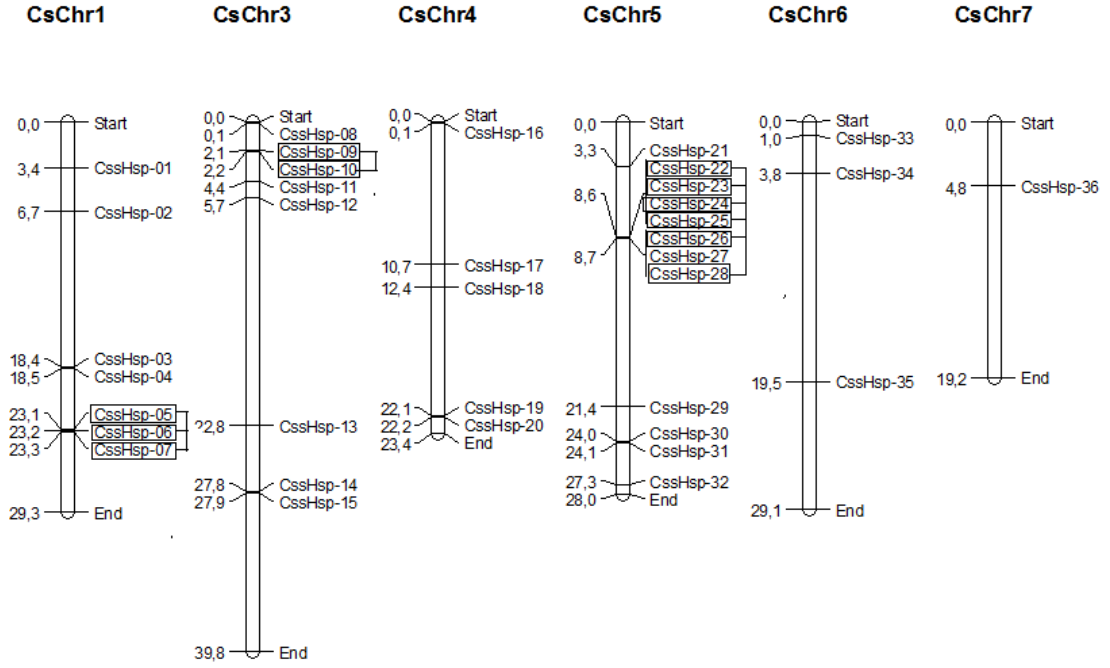 CsChr1 CsChr3 CsChr4 CsChr5 CsChr6 CsChr7
0,0 Start
3,4 CssHsp-01
6,7 CssHsp-02
18,4 CssHsp-03
18,5 CssHsp-04
23,1 CssHsp-05
23,2 CssHsp-06
23,3 CssHsp-07
29,3 End
0,0 Start
0,1 CssHsp-08
2,1 CssHsp-09
2,2 CssHsp-10
4,4 CssHsp-11
5,7 CssHsp-12
22,8 CssHsp-13
27,8 CssHsp-14
27,9 CssHsp-15
39,8 End
0,0 Start
0,1 CssHsp-16
10,7 CssHsp-17
12,4 CssHsp-18
22,1 CssHsp-19
22,2 CssHsp-20
23,4 End
0,0 Start
3,3 CssHsp-21
CssHsp-22
8,6 CssHsp-23
CssHsp-24
CssHsp-25
CssHsp-26
8,7 CssHsp-27
CssHsp-28
21,4 CssHsp-29
24,0 CssHsp-30
24,1 CssHsp-31
27,3 CssHsp-32
28,0 End
0,0 Start
1,0 CssHsp-33
3,8 CssHsp-34
19,5 CssHsp-35
29,1 End
0,0 Start
4,8 CssHsp-36
19,2 End